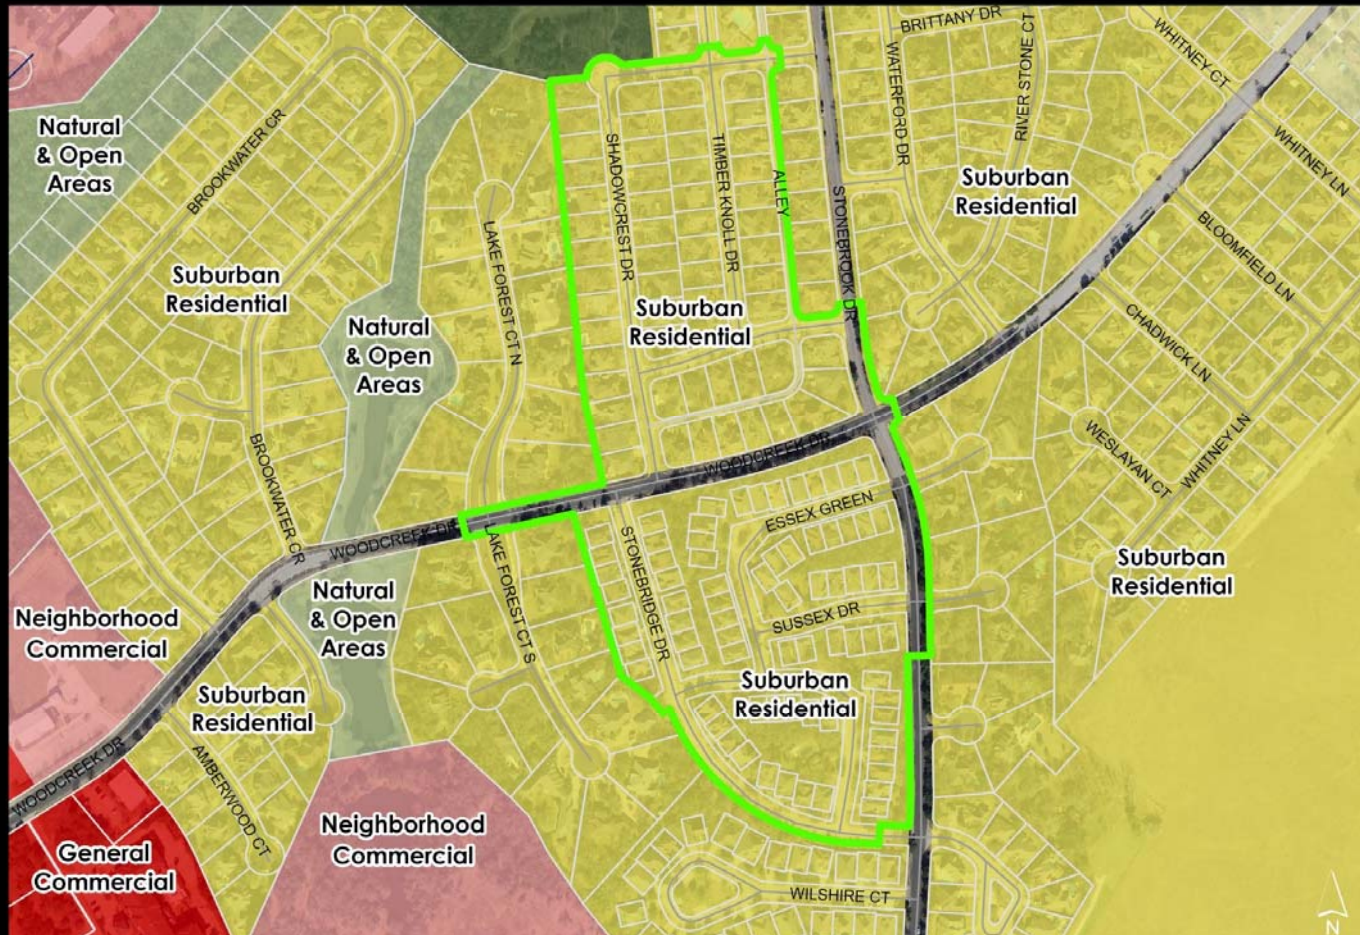 BRITTANY DR
WHITNEY CT
RIVER STONE CT
WATERFORD DR
Natural
& Open
Areas
BROOKWATER CR
SHADOWCREST DR
TIMBER KNOLL DR
ALLEY
STONEBROOK DR
Suburban
Residential
WHITNEY LN
BLOOMFIELD LN
Suburban
Residential
LAKE FOREST CT N
Natural
& Open
Areas
Suburban
Residential
CHADWICK LN
WESLAYAN CT
WHITNEY LN
BROOKWATER CR
WOODCREEK DR
WOODCREEK DR
ESSEX GREEN
LAKE FOREST CT S
STONEBRIDGE DR
SUSSEX DR
Suburban
Residential
Natural
& Open
Areas
Neighborhood
Commercial
Suburban
Residential
Suburban
Residential
WOODCREEK DR
AMBERWOOD CT
Neighborhood
Commercial
General
Commercial
WILSHIRE CT
N